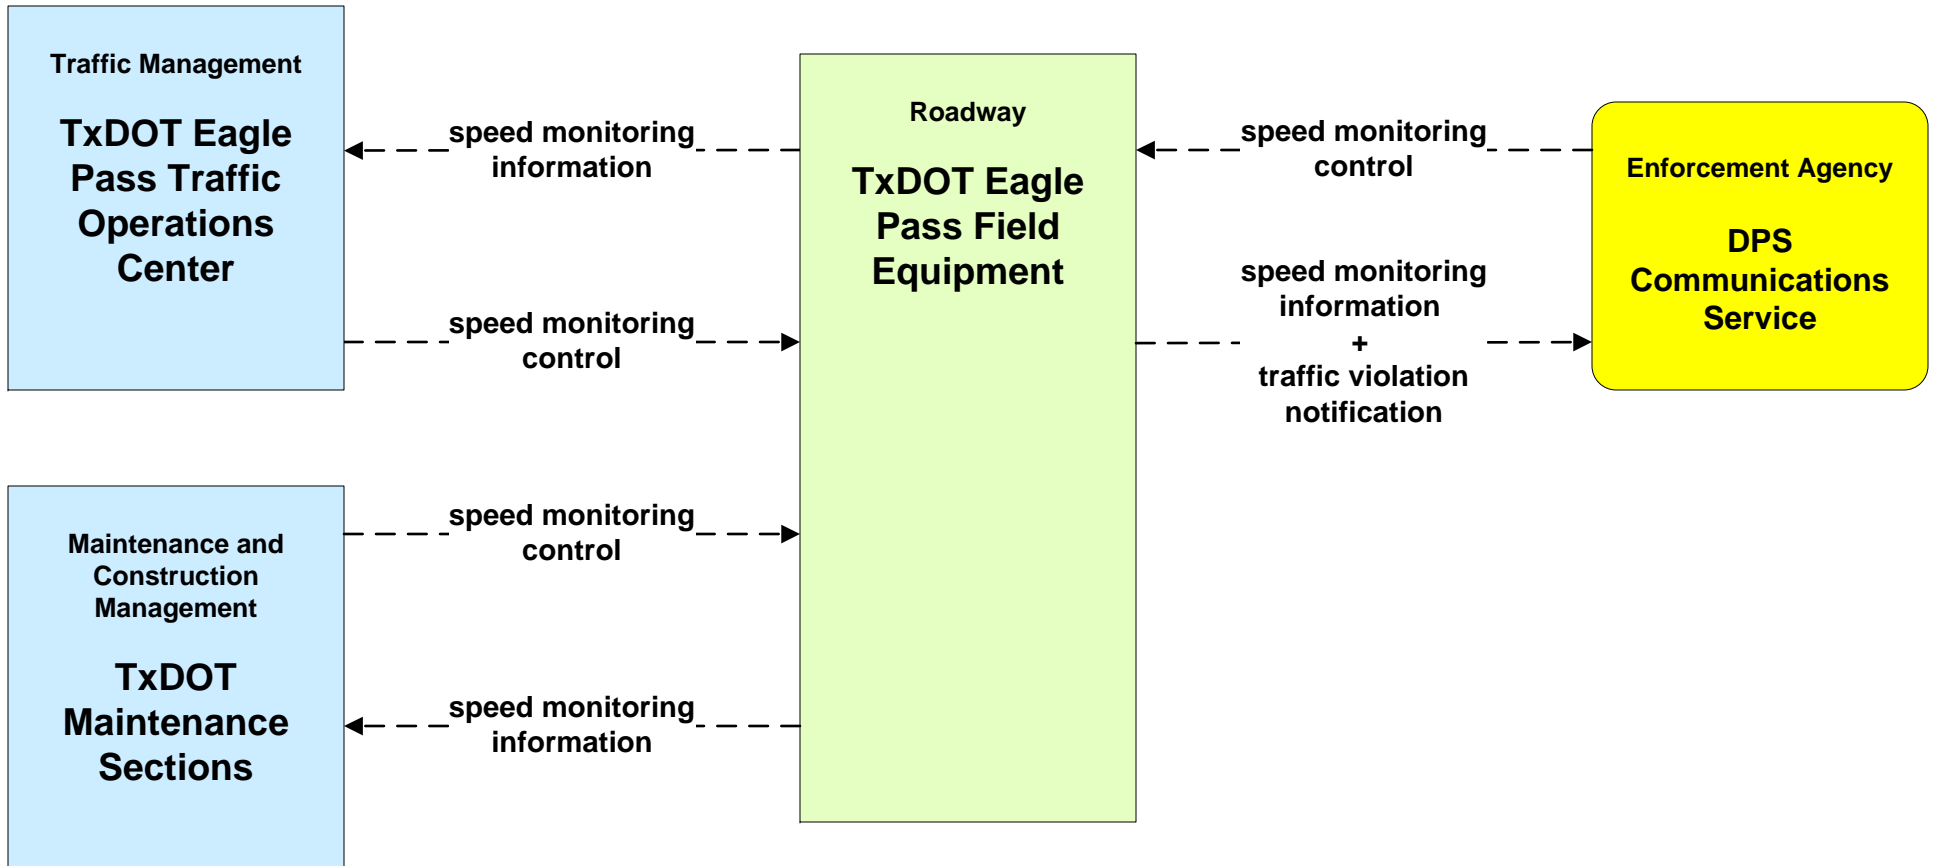 Traffic Management
TxDOT Eagle
Pass Traffic
Operations
Center
speed monitoring
information
speed monitoring
control
Roadway
TxDOT Eagle
Pass Field
Equipment
speed monitoring
control
speed monitoring
information
+
traffic violation
notification
Enforcement Agency
DPS
Communications
Service
Maintenance and
Construction
Management
TxDOT
Maintenance
Sections
speed monitoring
control
speed monitoring
information